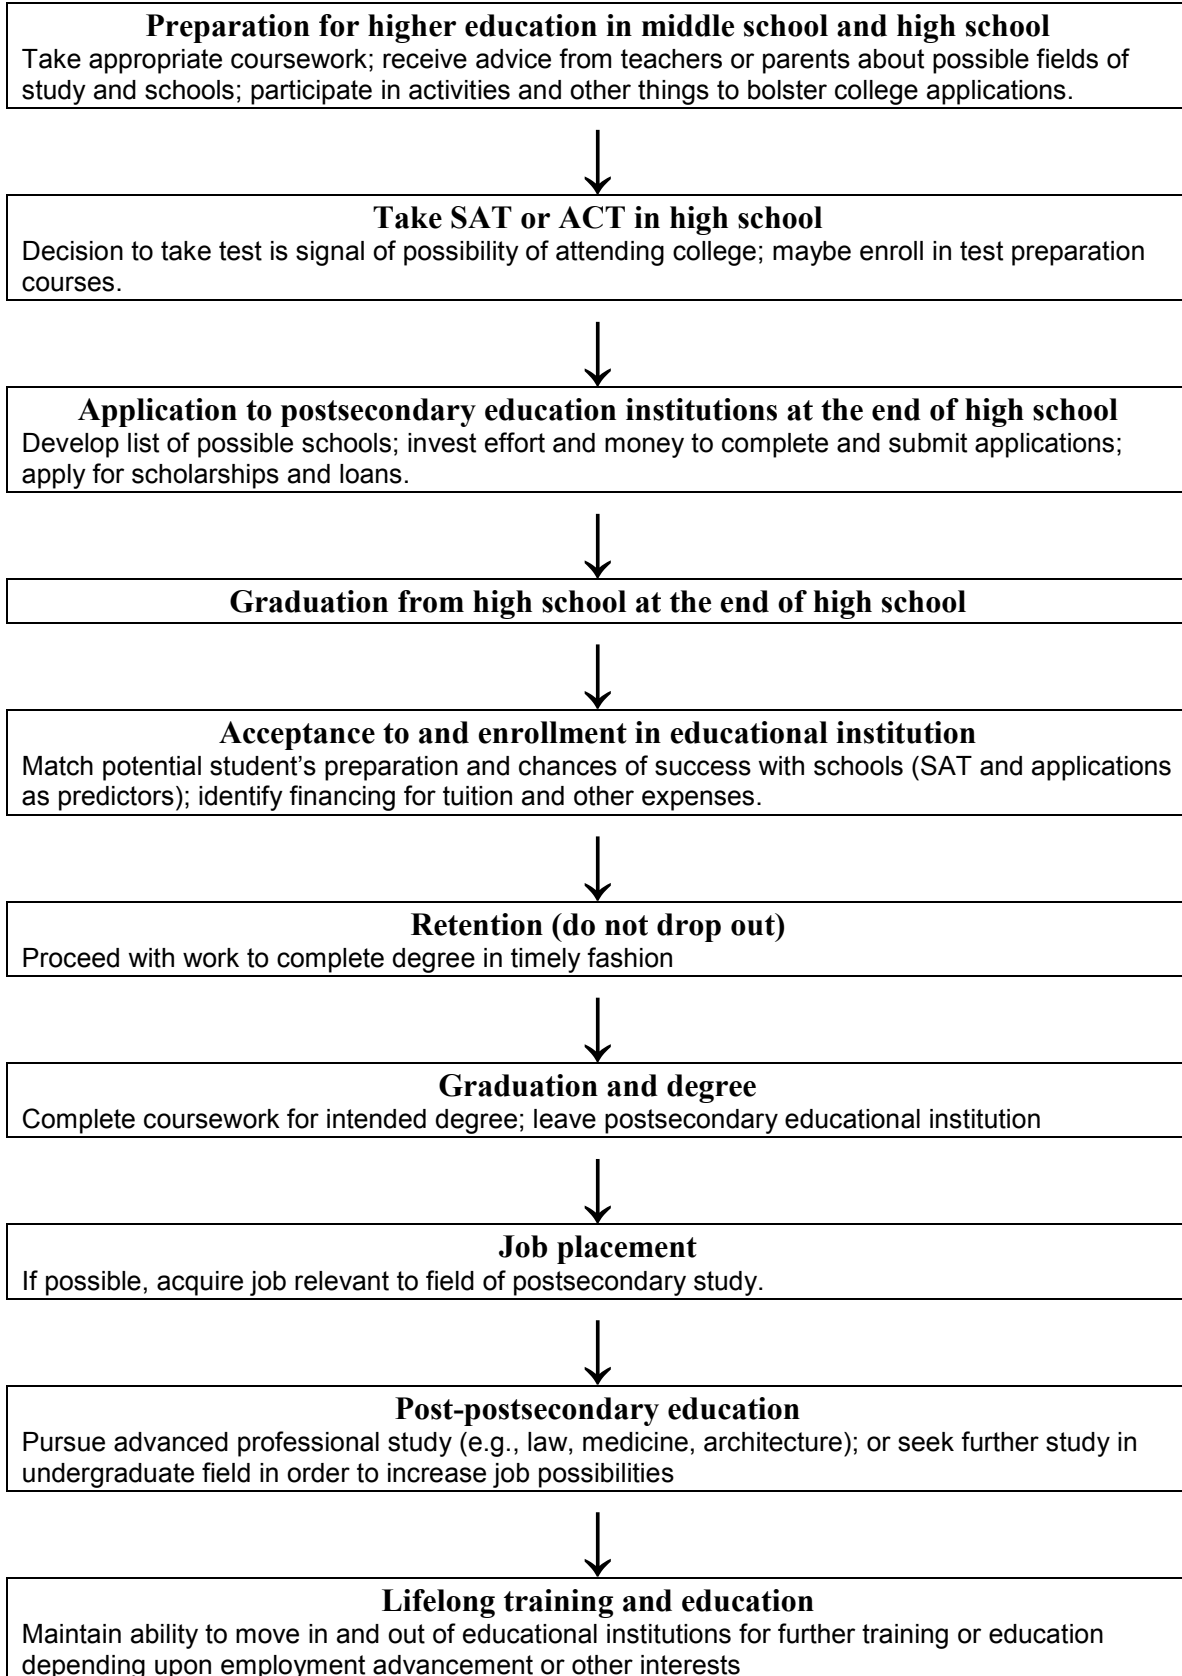 Preparation for higher education in middle school and high school
Take appropriate coursework; receive advice from teachers or parents about possible fields of
study and schools; participate in activities and other things to bolster college applications.
Take SAT or ACT in high school
Decision to take test is signal of possibility of attending college; maybe enroll in test preparation
courses.
Application to postsecondary education institutions at the end of high school
Develop list of possible schools; invest effort and money to complete and submit applications;
apply for scholarships and loans.
Graduation from high school at the end of high school
Acceptance to and enrollment in educational institution
Match potential student’s preparation and chances of success with schools (SAT and applications
as predictors); identify financing for tuition and other expenses.
Retention (do not drop out)
Proceed with work to complete degree in timely fashion
Graduation and degree
Complete coursework for intended degree; leave postsecondary educational institution
Job placement
If possible, acquire job relevant to field of postsecondary study.
Post-postsecondary education
Pursue advanced professional study (e.g., law, medicine, architecture); or seek further study in
undergraduate field in order to increase job possibilities
Lifelong training and education
Maintain ability to move in and out of educational institutions for further training or education
depending upon employment advancement or other interests